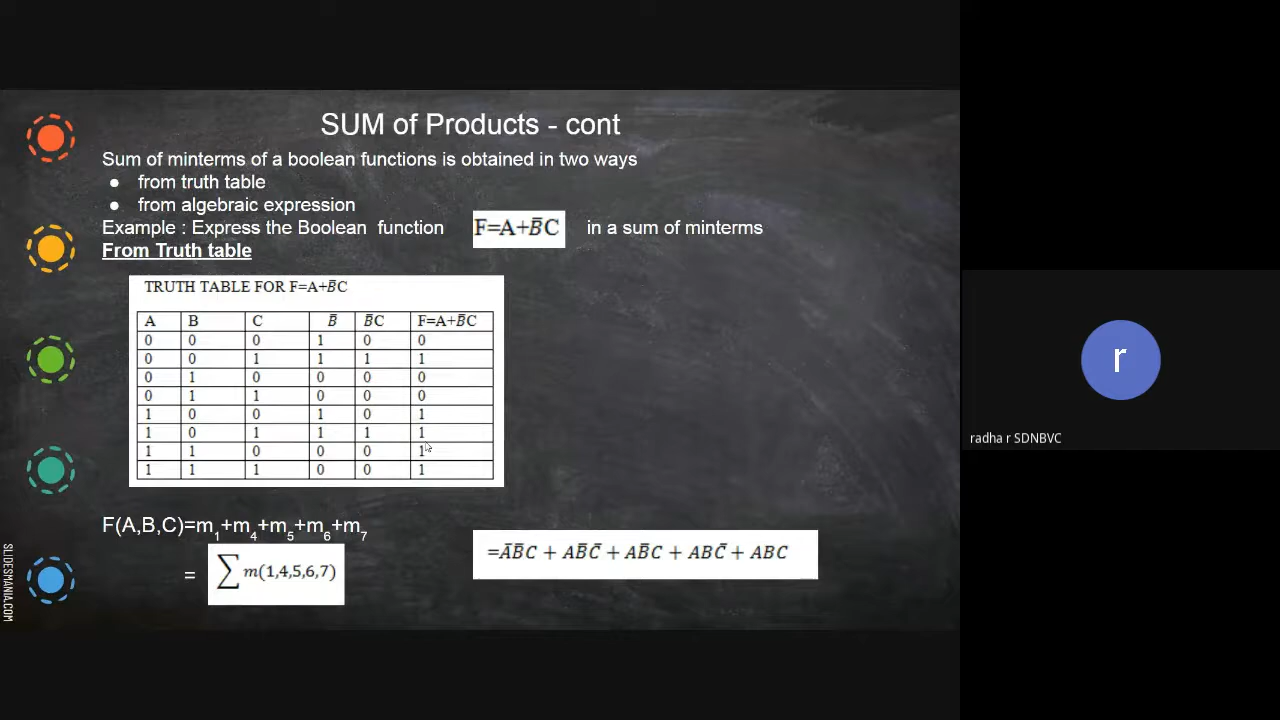 SUM of Products - cont
Sum of minterms of a boolean functions is obtained in two ways
● from truth table
● from algebraic expression
Example : Express the Boolean function F=A+B̅C in a sum of minterms
From Truth table
TRUTH TABLE FOR F=A+B̅C
A B C B̅ B̅C F=A+B̅C
0 0 0 1 0 0
0 0 1 1 1 1
0 1 0 0 0 0
0 1 1 0 0 0
1 0 0 1 0 1
1 0 1 1 1 1
1 1 0 0 0 1
1 1 1 0 0 1
F(A,B,C)=m₁+m₄+m₅+m₆+m₇
= ∑ m(1,4,5,6,7)
=A̅B̅C + AB̅C̅ + AB̅C + ABC̅ + ABC
SLIDESMANIA.COM
r
radha r SDNBVC